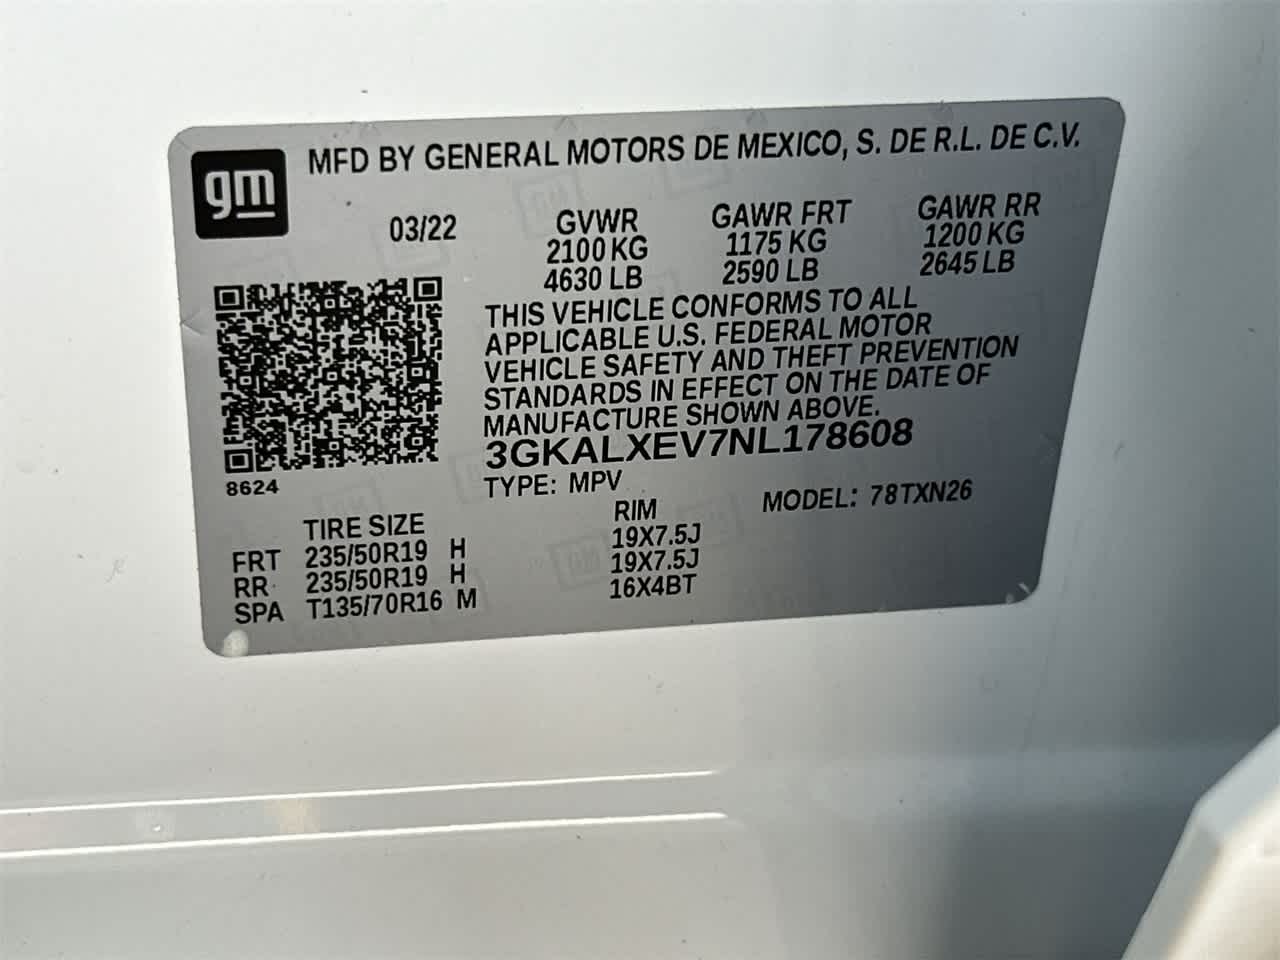 gm
MFD BY GENERAL MOTORS DE MEXICO, S. DE R.L. DE C.V.
03/22 GVWR GAWR FRT GAWR RR
2100 KG 1175 KG 1200 KG
4630 LB 2590 LB 2645 LB
THIS VEHICLE CONFORMS TO ALL
APPLICABLE U.S. FEDERAL MOTOR
VEHICLE SAFETY AND THEFT PREVENTION
STANDARDS IN EFFECT ON THE DATE OF
MANUFACTURE SHOWN ABOVE.
3GKALXEV7NL178608
8624
TYPE: MPV MODEL: 78TXN26
TIRE SIZE RIM
FRT 235/50R19 H 19X7.5J
RR 235/50R19 H 19X7.5J
SPA T135/70R16 M 16X4BT